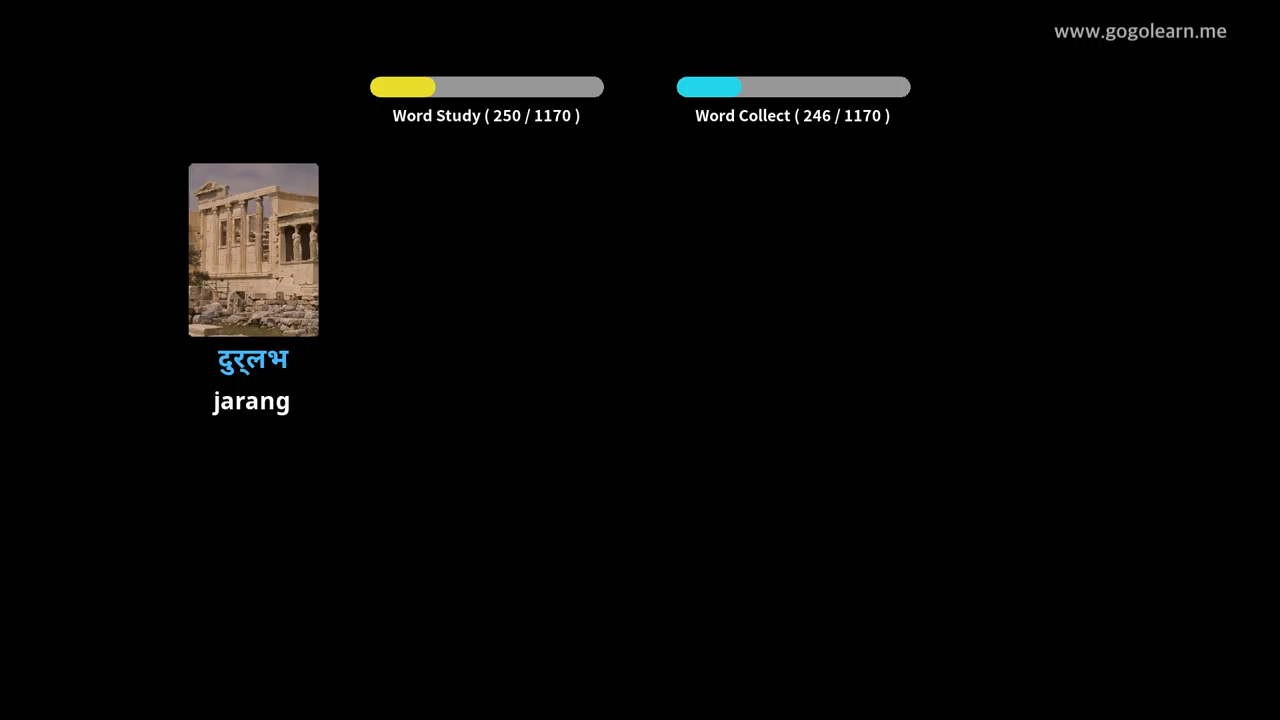 www.gogolearn.me
Word Study ( 250 / 1170 )
Word Collect ( 246 / 1170 )
दुर्लभ
jarang